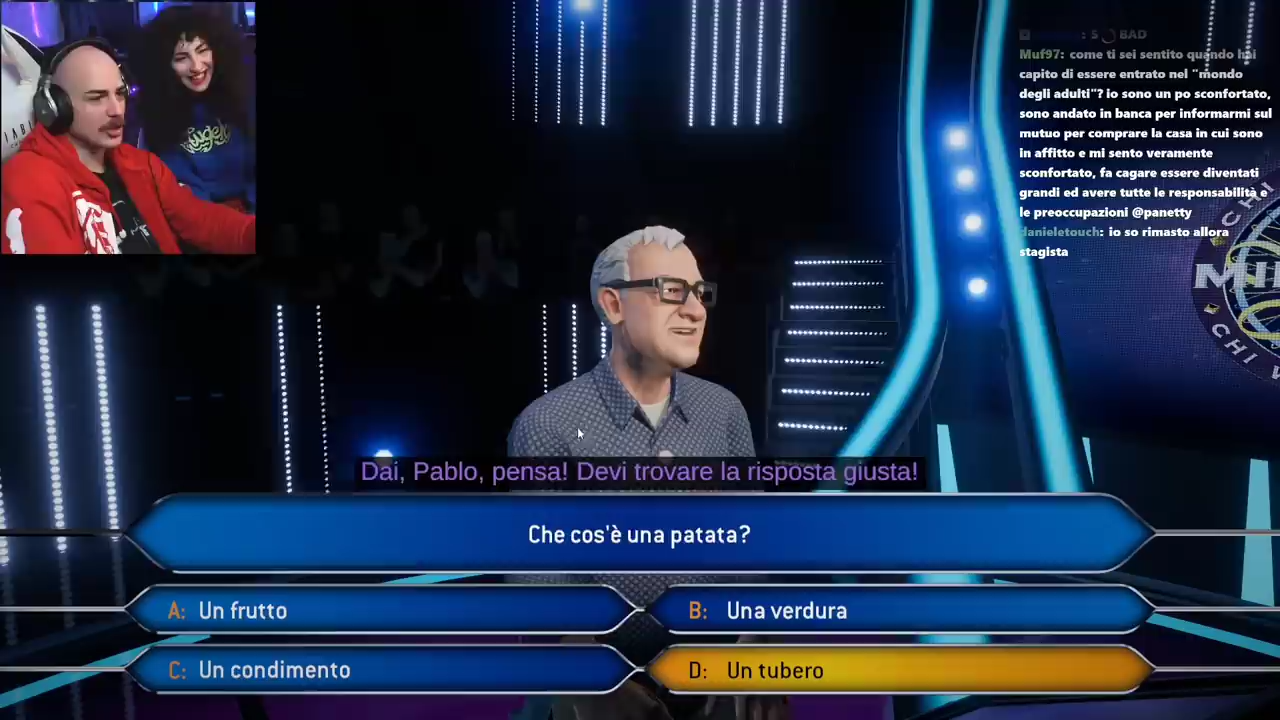 BAD
Muf97: come ti sei sentito quando hai
capito di essere entrato nel "mondo
degli adulti"? io sono un po sconfortato,
sono andato in banca per informarmi sul
mutuo per comprare la casa in cui sono
in affitto e mi sento veramente
sconfortato, fa cagare essere diventati
grandi ed avere tutte le responsabilità e
le preoccupazioni @panetty
danieletouch: io so rimasto allora
stagista
CHI
MI
CHI
Dai, Pablo, pensa! Devi trovare la risposta giusta!
Che cos'è una patata?
A: Un frutto
B: Una verdura
C: Un condimento
D: Un tubero